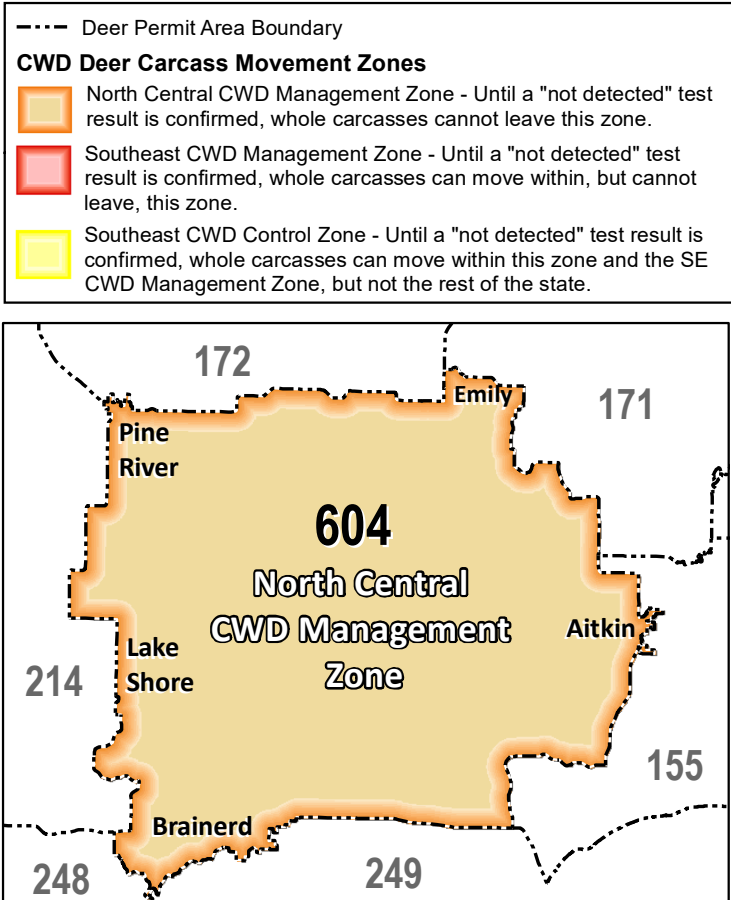 Deer Permit Area Boundary
CWD Deer Carcass Movement Zones
North Central CWD Management Zone - Until a "not detected" test
result is confirmed, whole carcasses cannot leave this zone.
Southeast CWD Management Zone - Until a "not detected" test
result is confirmed, whole carcasses can move within, but cannot
leave, this zone.
Southeast CWD Control Zone - Until a "not detected" test result is
confirmed, whole carcasses can move within this zone and the SE
CWD Management Zone, but not the rest of the state.
172
Emily
171
Pine
River
604
North Central
CWD Management
Zone
Aitkin
Lake
Shore
214
155
Brainerd
248
249